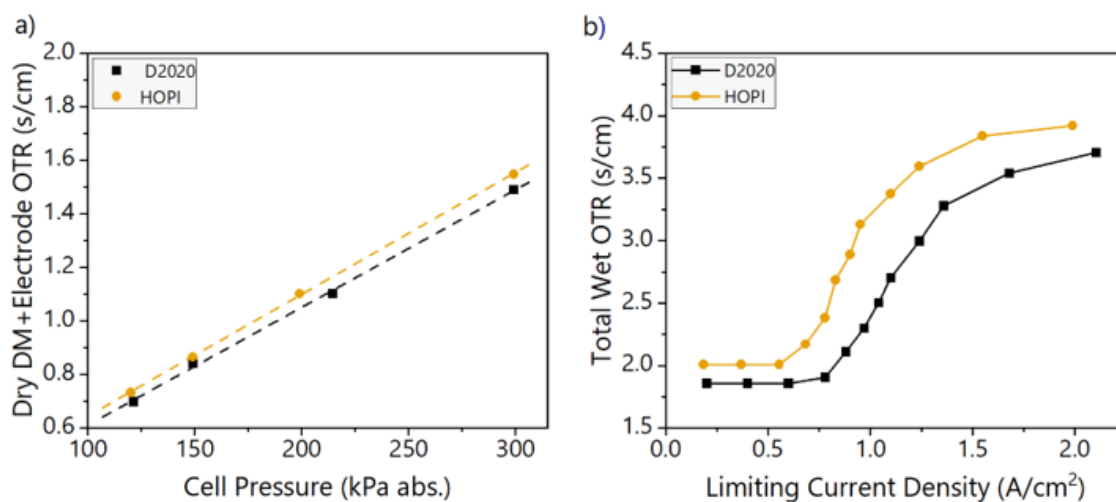 a)
2.0
1.8
1.6
1.4
1.2
1.0
0.8
0.6
Dry DM+Electrode OTR (s/cm)
D2020
HOPI
100 150 200 250 300
Cell Pressure (kPa abs.)
b)
4.5
4.0
3.5
3.0
2.5
2.0
1.5
Total Wet OTR (s/cm)
D2020
HOPI
0.0 0.5 1.0 1.5 2.0
Limiting Current Density (A/cm²)